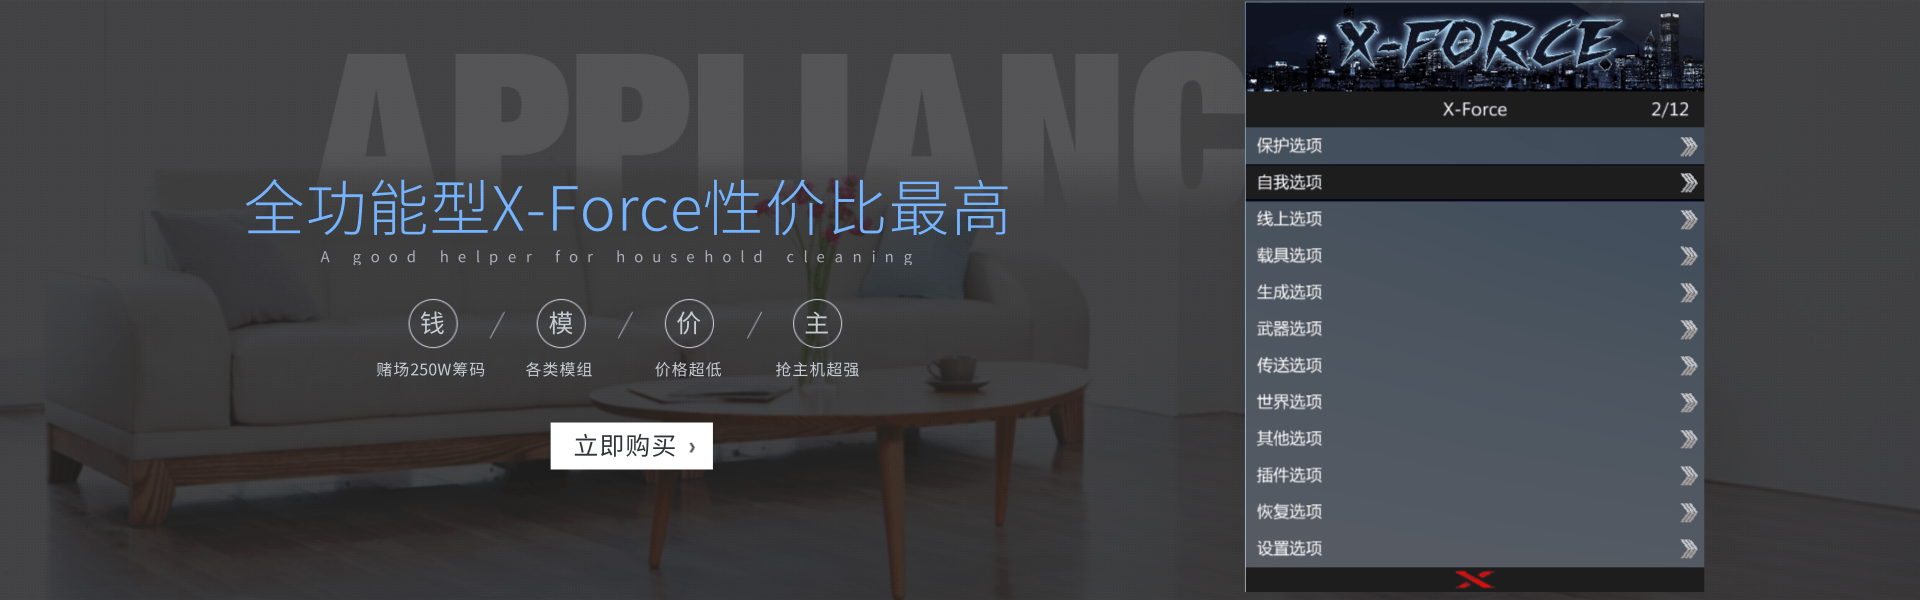 APPLIANC
全功能型X-Force性价比最高
A good helper for household cleaning
钱 / 模 / 价 / 主
赌场250W筹码 各类模组 价格超低 抢主机超强
立即购买 ›
X-FORCE
X-Force 2/12
保护选项
自我选项
线上选项
载具选项
生成选项
武器选项
传送选项
世界选项
其他选项
插件选项
恢复选项
设置选项